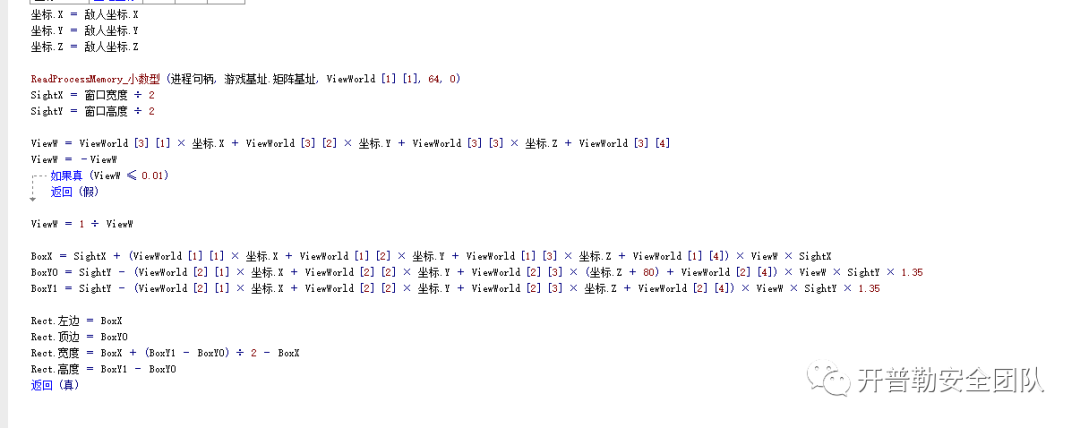 坐标.X = 敌人坐标.X
坐标.Y = 敌人坐标.Y
坐标.Z = 敌人坐标.Z
ReadProcessMemory_小数型 (进程句柄, 游戏基址.矩阵基址, ViewWorld [1] [1], 64, 0)
SightX = 窗口宽度 ÷ 2
SightY = 窗口高度 ÷ 2
ViewW = ViewWorld [3] [1] × 坐标.X + ViewWorld [3] [2] × 坐标.Y + ViewWorld [3] [3] × 坐标.Z + ViewWorld [3] [4]
ViewW = -ViewW
如果真 (ViewW ≤ 0.01)
返回 (假)
ViewW = 1 ÷ ViewW
BoxX = SightX + (ViewWorld [1] [1] × 坐标.X + ViewWorld [1] [2] × 坐标.Y + ViewWorld [1] [3] × 坐标.Z + ViewWorld [1] [4]) × ViewW × SightX
BoxY0 = SightY - (ViewWorld [2] [1] × 坐标.X + ViewWorld [2] [2] × 坐标.Y + ViewWorld [2] [3] × (坐标.Z + 80) + ViewWorld [2] [4]) × ViewW × SightY × 1.35
BoxY1 = SightY - (ViewWorld [2] [1] × 坐标.X + ViewWorld [2] [2] × 坐标.Y + ViewWorld [2] [3] × 坐标.Z + ViewWorld [2] [4]) × ViewW × SightY × 1.35
Rect.左边 = BoxX
Rect.顶边 = BoxY0
Rect.宽度 = BoxX + (BoxY1 - BoxY0) ÷ 2 - BoxX
Rect.高度 = BoxY1 - BoxY0
返回 (真)
开普勒安全团队